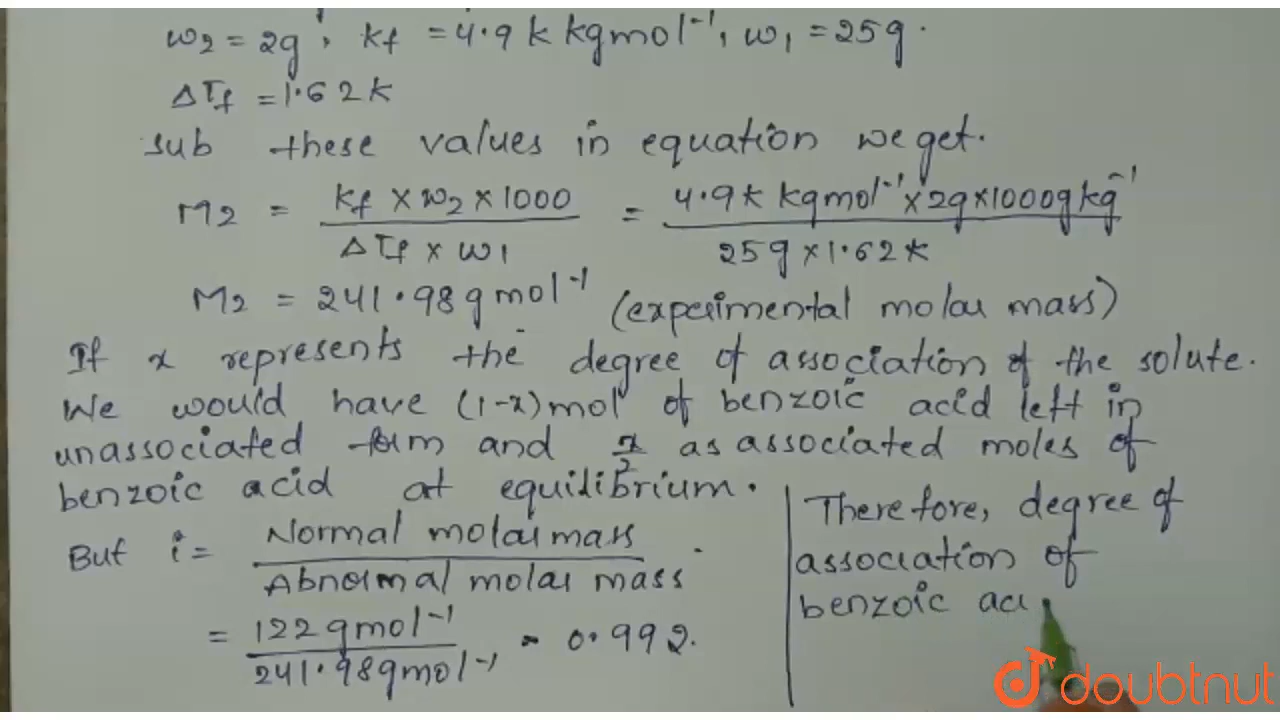 w2 = 2g, kf = 4.9 k kg mol⁻¹, w1 = 25g.
ΔTf = 1.62 k
sub these values in equation we get.
M2 = kf × w2 × 1000 / ΔTf × w1 = 4.9 k kg mol⁻¹ × 2g × 1000g kg⁻¹ / 25g × 1.62 k
M2 = 241.98 g mol⁻¹ (experimental molar mass)
If x represents the degree of association of the solute.
We would have (1-x) mol of benzoic acid left in
unassociated form and x/2 as associated moles of
benzoic acid at equilibrium.
But i = Normal molar mass / Abnormal molar mass.
= 122 g mol⁻¹ / 241.98 g mol⁻¹ = 0.992.
Therefore, degree of
association of
benzoic aci
doubtnut